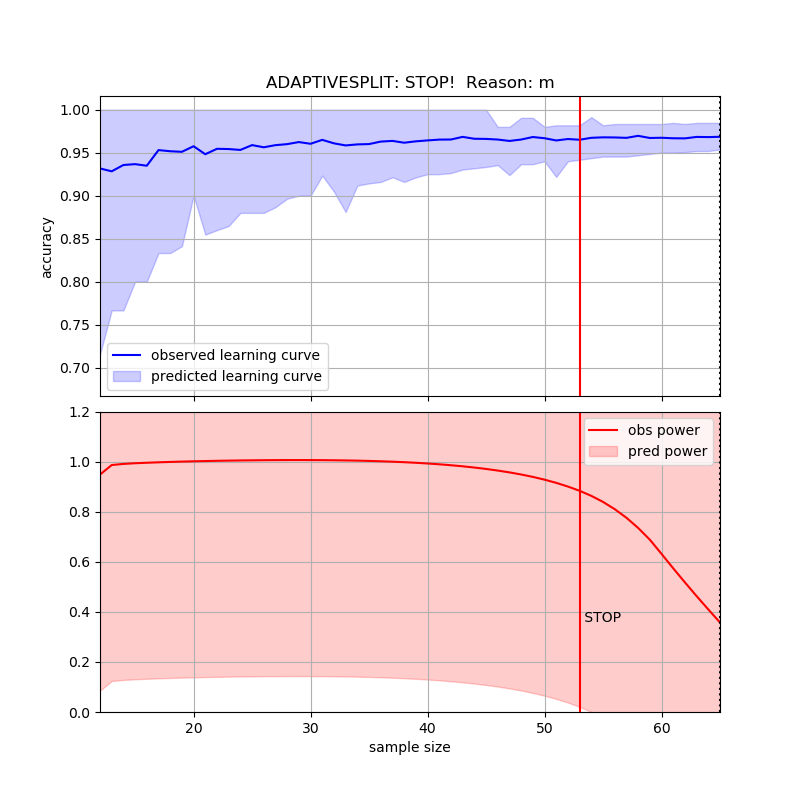 ADAPTIVESPLIT: STOP!  Reason: m
1.00
0.95
0.90
0.85
0.80
0.75
0.70
accuracy
observed learning curve
predicted learning curve
1.2
1.0
0.8
0.6
0.4
0.2
0.0
obs power
pred power
STOP
20 30 40 50 60
sample size